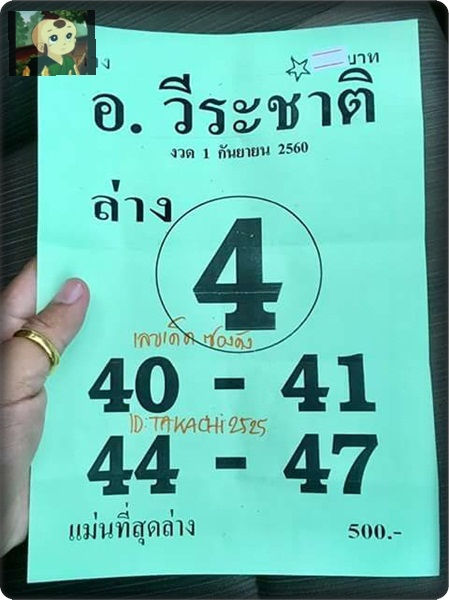 บาท
อ. วีระชาติ
งวด 1 กันยายน 2560
ล่าง
4
เลขเด็ด ซองดัง
40 - 41
ID: TAKACHi2525
44 - 47
แม่นที่สุดล่าง 500.-